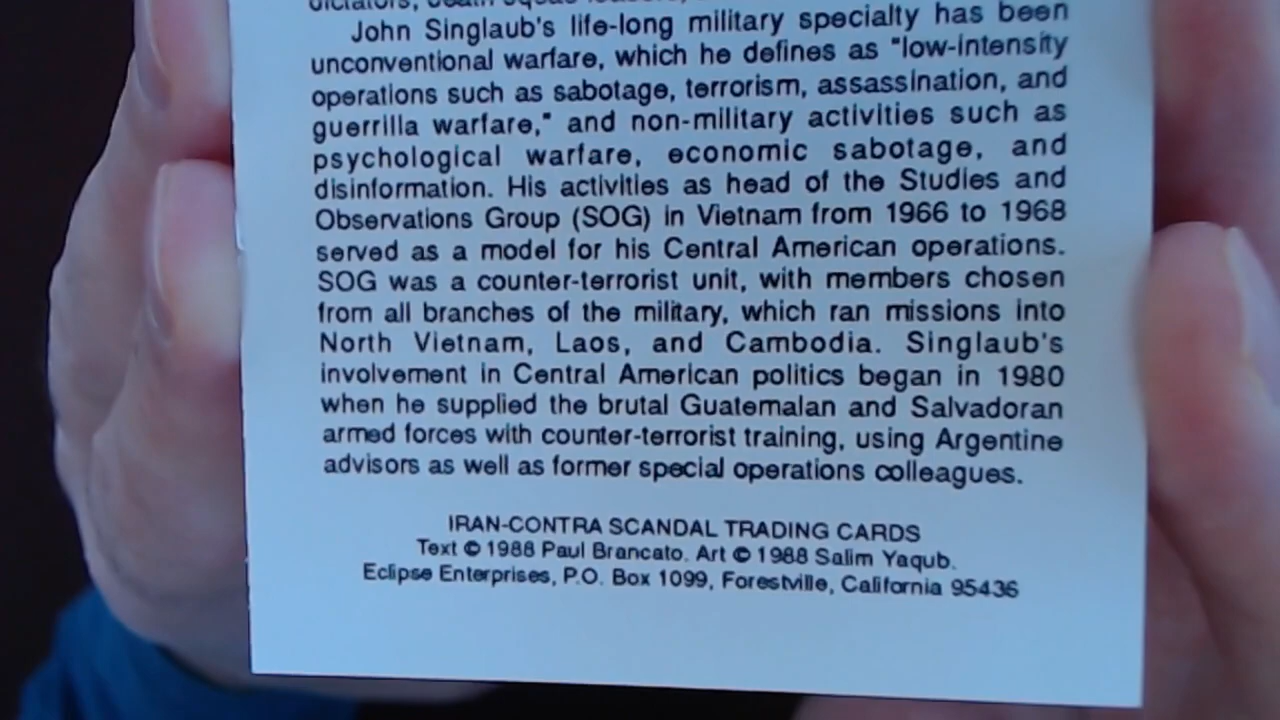 dictators, death squad leaders,
John Singlaub's life-long military specialty has been
unconventional warfare, which he defines as "low-intensity
operations such as sabotage, terrorism, assassination, and
guerrilla warfare," and non-military activities such as
psychological warfare, economic sabotage, and
disinformation. His activities as head of the Studies and
Observations Group (SOG) in Vietnam from 1966 to 1968
served as a model for his Central American operations.
SOG was a counter-terrorist unit, with members chosen
from all branches of the military, which ran missions into
North Vietnam, Laos, and Cambodia. Singlaub's
involvement in Central American politics began in 1980
when he supplied the brutal Guatemalan and Salvadoran
armed forces with counter-terrorist training, using Argentine
advisors as well as former special operations colleagues.
IRAN-CONTRA SCANDAL TRADING CARDS
Text © 1988 Paul Brancato. Art © 1988 Salim Yaqub.
Eclipse Enterprises, P.O. Box 1099, Forestville, California 95436